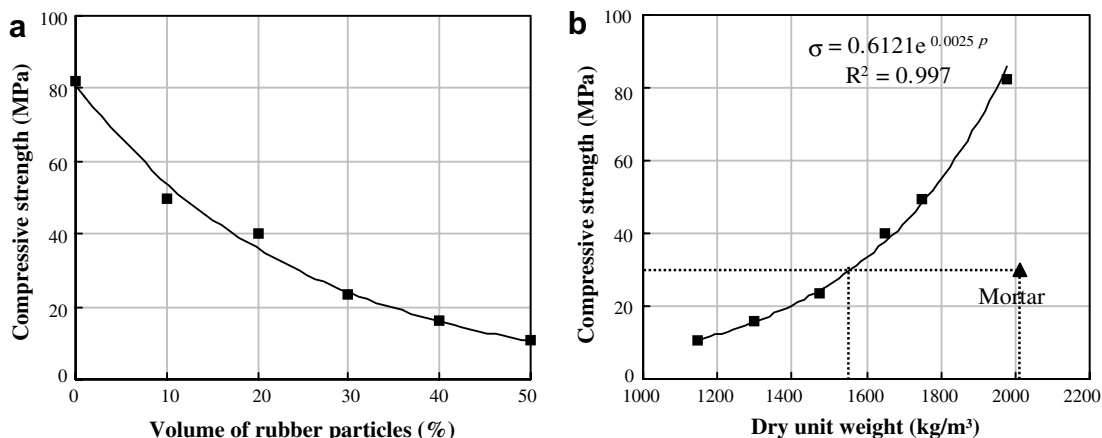 a
100
80
60
40
20
0
Compressive strength (MPa)
0 10 20 30 40 50
Volume of rubber particles (%)
b
100
80
60
40
20
0
Compressive strength (MPa)
σ = 0.6121e^0.0025 p
R² = 0.997
Mortar
1000 1200 1400 1600 1800 2000 2200
Dry unit weight (kg/m³)